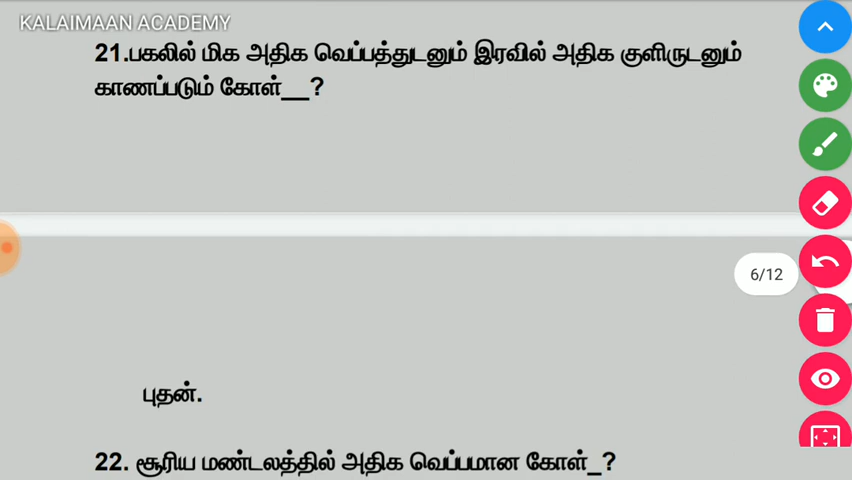 KALAIMAAN ACADEMY
21.பகலில் மிக அதிக வெப்பத்துடனும் இரவில் அதிக குளிருடனும்
காணப்படும் கோள்__?
6/12
புதன்.
22. சூரிய மண்டலத்தில் அதிக வெப்பமான கோள்_?